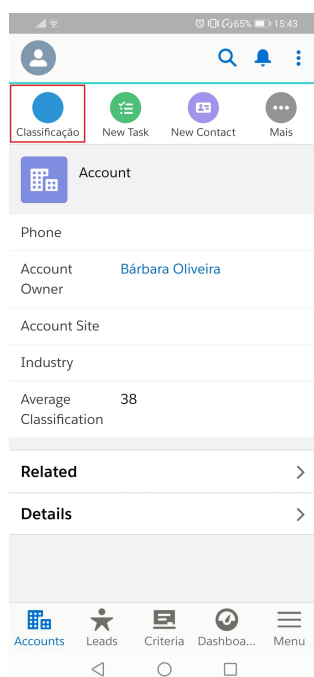 65% 15:43
Classificação New Task New Contact Mais
Account
Phone
Account Owner Bárbara Oliveira
Account Site
Industry
Average Classification 38
Related
Details
Accounts Leads Criteria Dashboa... Menu